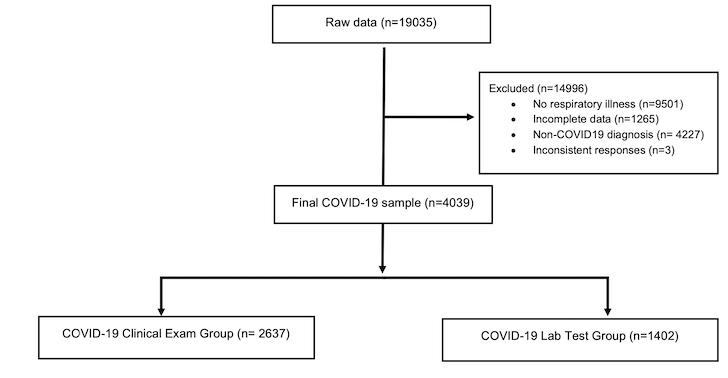 Raw data (n=19035)
Excluded (n=14996)
• No respiratory illness (n=9501)
• Incomplete data (n=1265)
• Non-COVID19 diagnosis (n= 4227)
• Inconsistent responses (n=3)
Final COVID-19 sample (n=4039)
COVID-19 Clinical Exam Group (n= 2637)
COVID-19 Lab Test Group (n=1402)